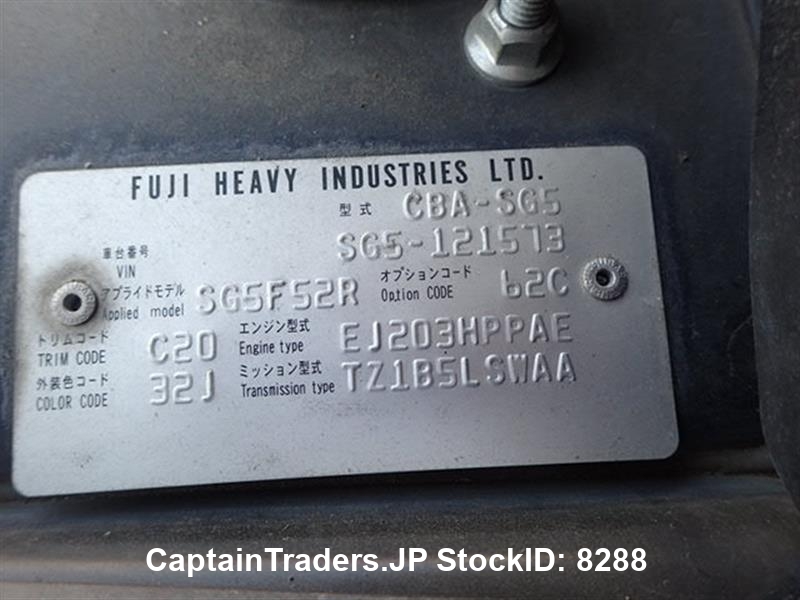 FUJI HEAVY INDUSTRIES LTD.
型式 CBA-SG5
車台番号 SG5-121573
VIN
アプライドモデル SG5F52R オプションコード 62C
Applied model Option CODE
トリムコード C20 エンジン型式 EJ203HPPAE
TRIM CODE Engine type
外装色コード 32J ミッション型式 TZ1B5LSWAA
COLOR CODE Transmission type
CaptainTraders.JP StockID: 8288